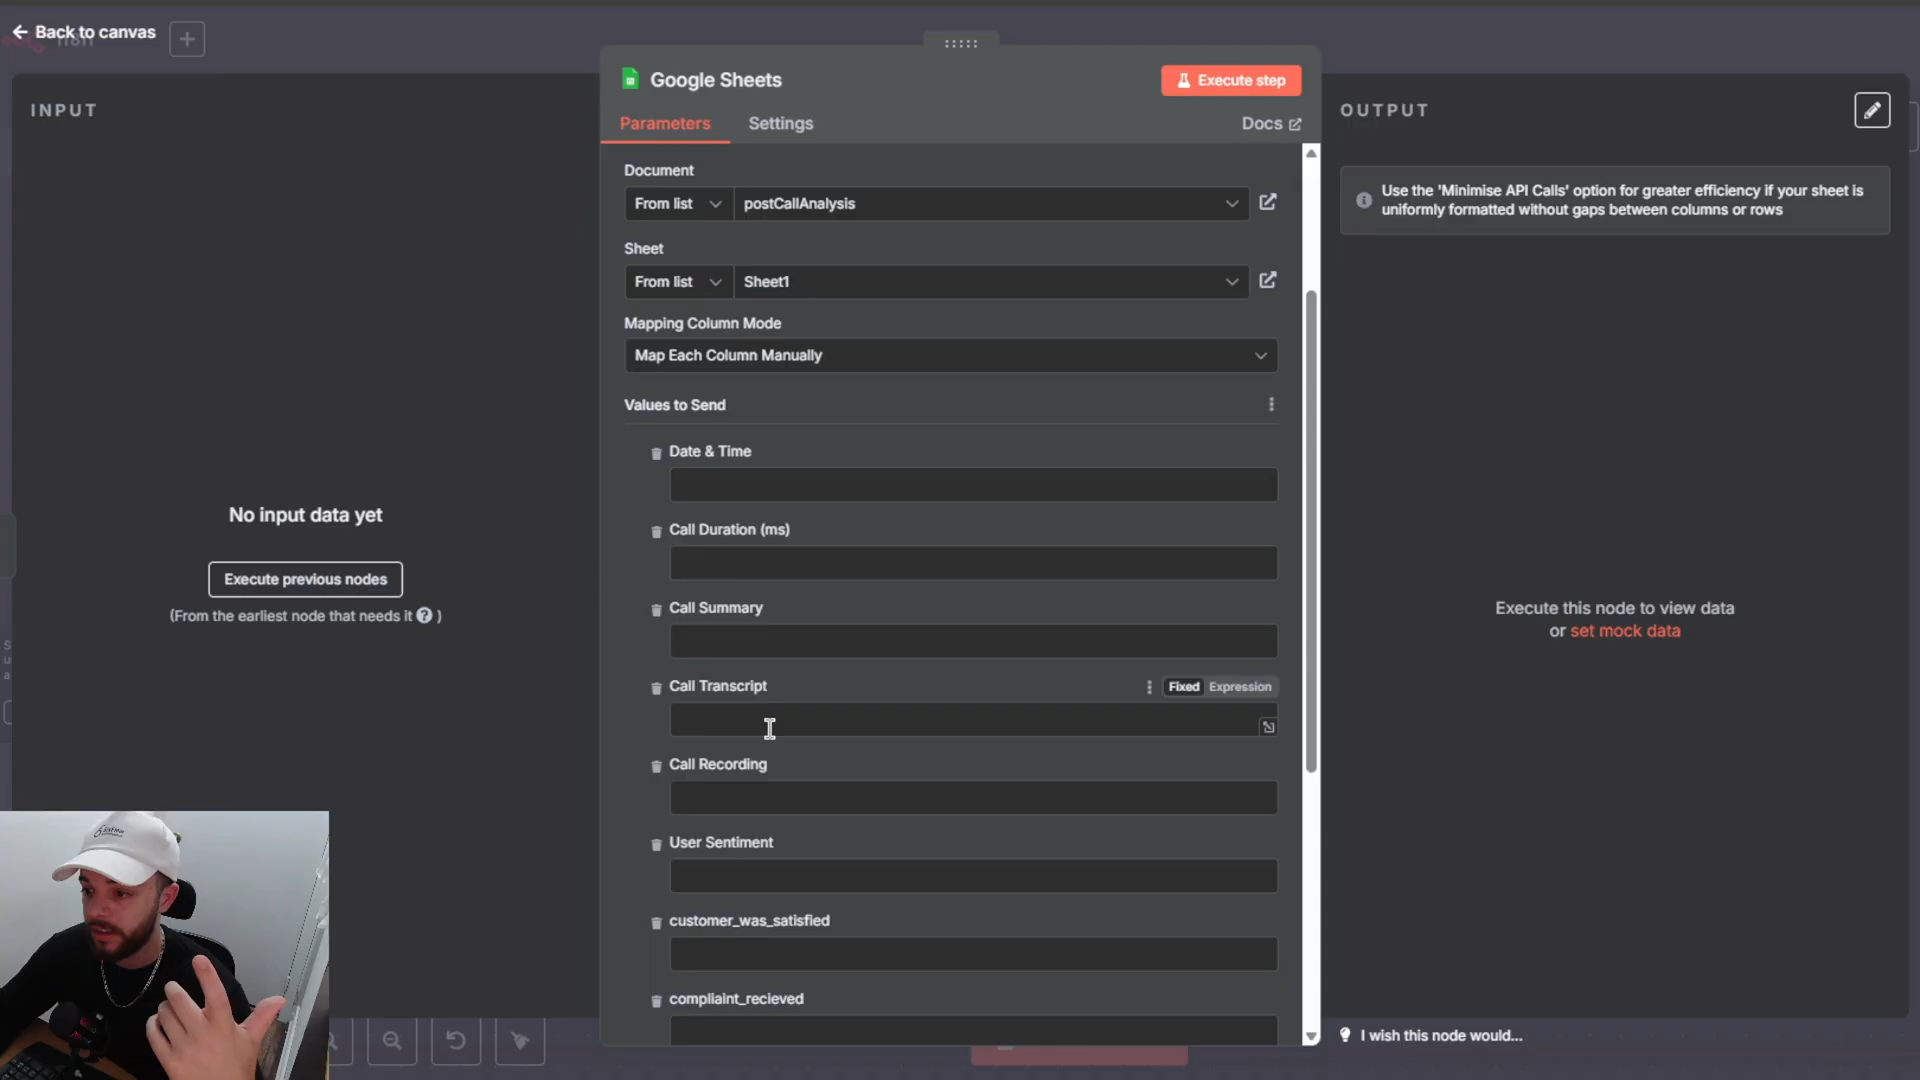 Back to canvas
INPUT
Google Sheets
Execute step
Parameters
Settings
Docs
OUTPUT
Use the 'Minimise API Calls' option for greater efficiency if your sheet is
uniformly formatted without gaps between columns or rows
Document
From list
postCallAnalysis
Sheet
From list
Sheet1
Mapping Column Mode
Map Each Column Manually
Values to Send
Date & Time
Call Duration (ms)
Call Summary
Call Transcript
Fixed
Expression
Call Recording
User Sentiment
customer_was_satisfied
compliaint_recieved
No input data yet
Execute previous nodes
(From the earliest node that needs it ? )
Execute this node to view data
or set mock data
I wish this node would...